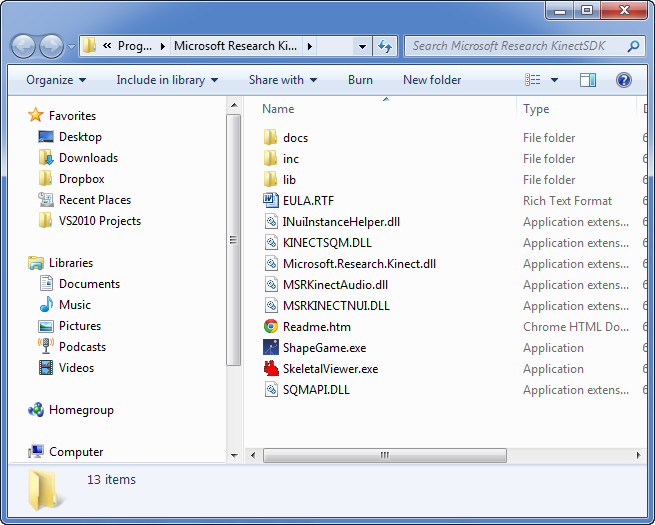 « Prog... Microsoft Research Ki... Search Microsoft Research KinectSDK
Organize Include in library Share with Burn New folder
Favorites
Desktop
Downloads
Dropbox
Recent Places
VS2010 Projects
Libraries
Documents
Music
Pictures
Podcasts
Videos
Homegroup
Computer
Name Type
docs File folder
inc File folder
lib File folder
EULA.RTF Rich Text Format
INuiInstanceHelper.dll Application extens...
KINECTSQM.DLL Application extens...
Microsoft.Research.Kinect.dll Application extens...
MSRKinectAudio.dll Application extens...
MSRKINECTNUI.DLL Application extens...
Readme.htm Chrome HTML Do...
ShapeGame.exe Application
SkeletalViewer.exe Application
SQMAPI.DLL Application extens...
13 items